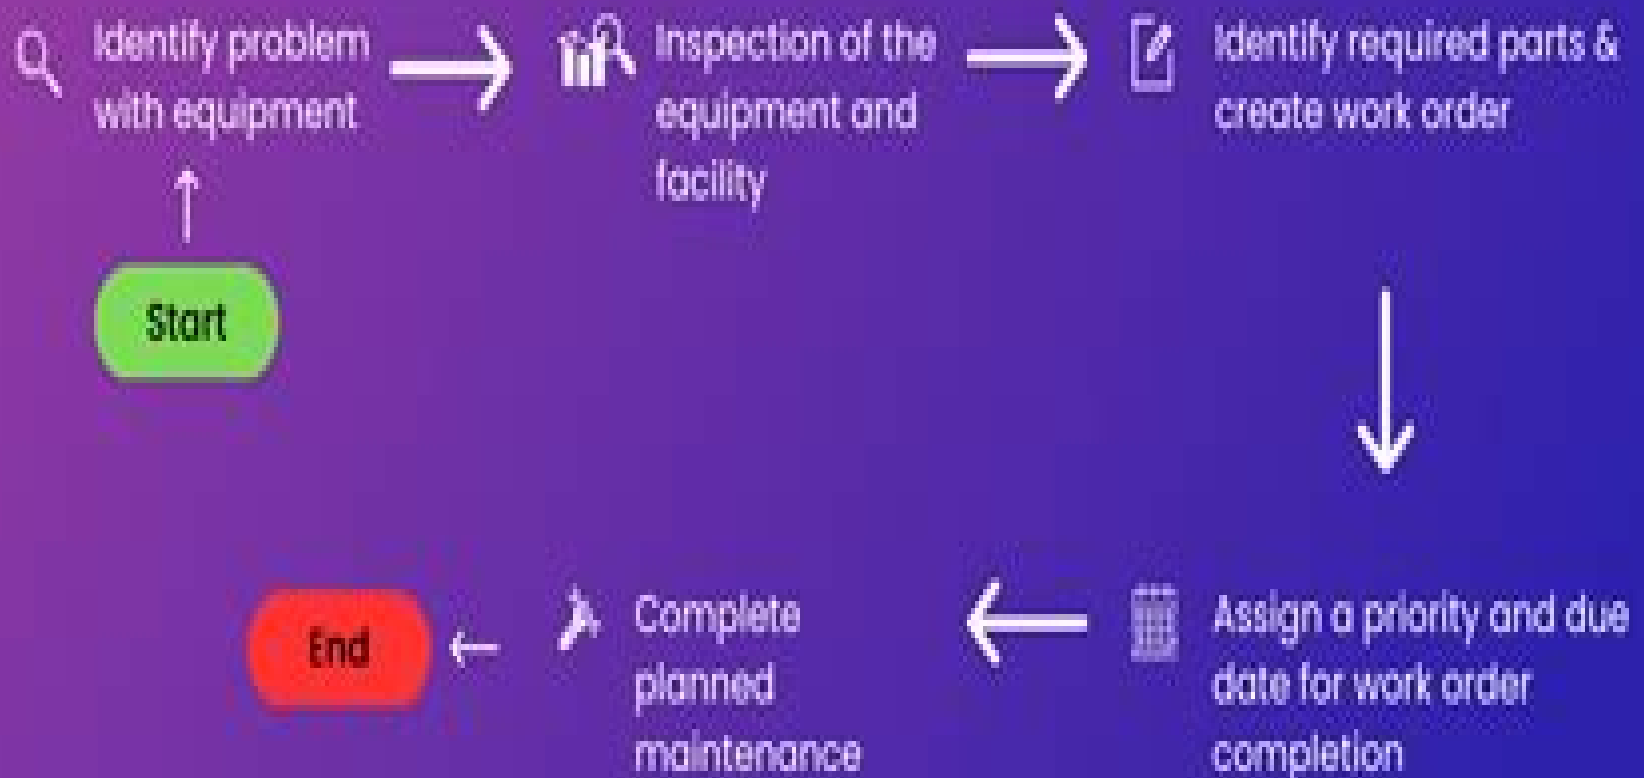 Identify problem
with equipment
Inspection of the
equipment and
facility
Identify required parts &
create work order
Start
Assign a priority and due
date for work order
completion
Complete
planned
maintenance
End